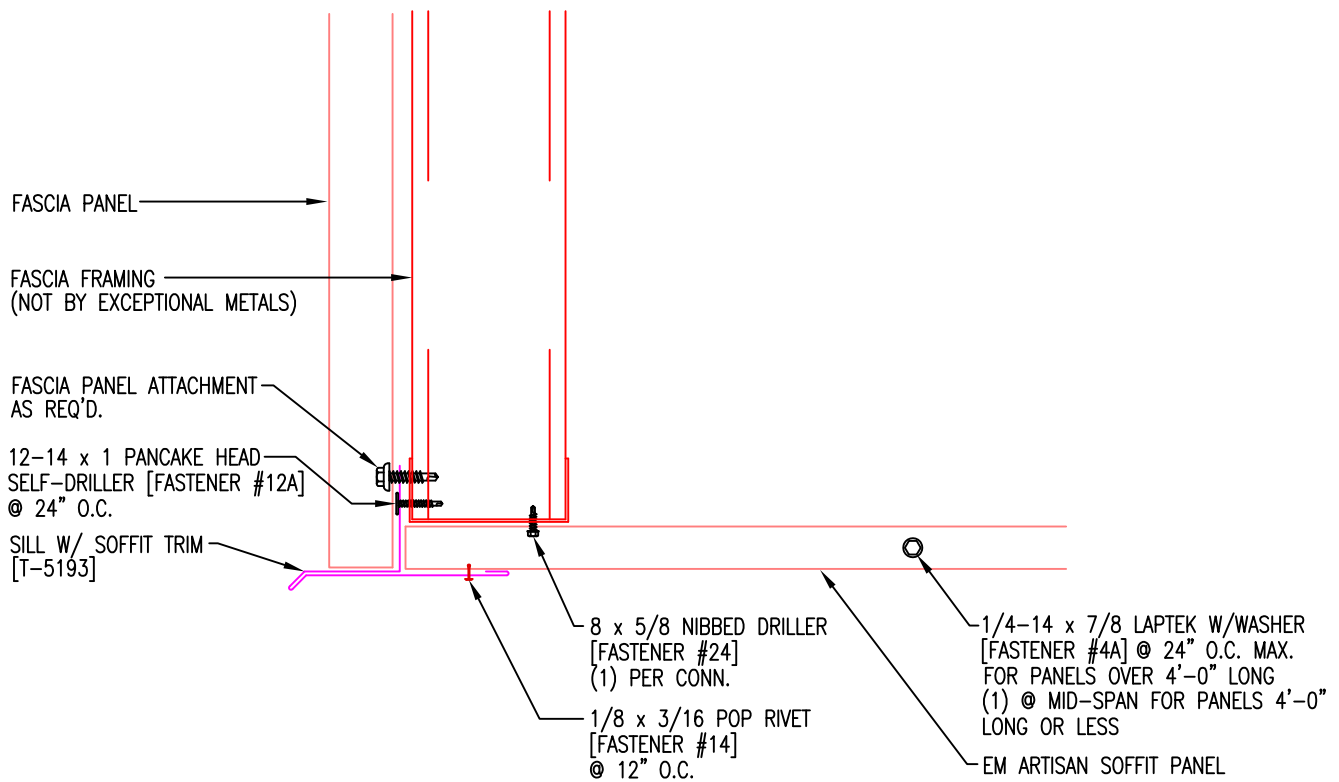 FASCIA PANEL
FASCIA FRAMING
(NOT BY EXCEPTIONAL METALS)
FASCIA PANEL ATTACHMENT
AS REQ'D.
12-14 x 1 PANCAKE HEAD
SELF-DRILLER [FASTENER #12A]
@ 24" O.C.
SILL W/ SOFFIT TRIM
[T-5193]
8 x 5/8 NIBBED DRILLER
[FASTENER #24]
(1) PER CONN.
1/8 x 3/16 POP RIVET
[FASTENER #14]
@ 12" O.C.
1/4-14 x 7/8 LAPTEK W/WASHER
[FASTENER #4A] @ 24" O.C. MAX.
FOR PANELS OVER 4'-0" LONG
(1) @ MID-SPAN FOR PANELS 4'-0"
LONG OR LESS
EM ARTISAN SOFFIT PANEL